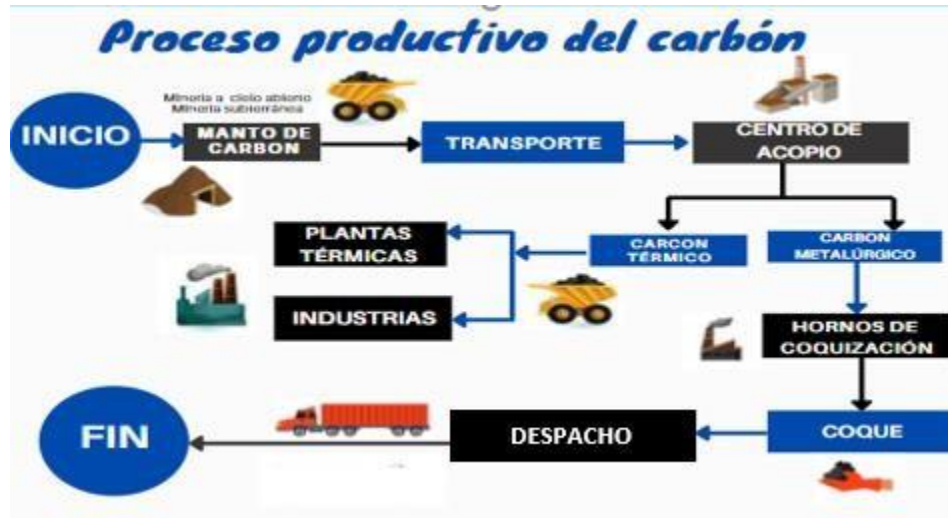 Proceso productivo del carbón
Minería a cielo abierto
Minería subterránea
INICIO
MANTO DE
CARBON
TRANSPORTE
CENTRO DE
ACOPIO
PLANTAS
TÉRMICAS
CARCON
TÉRMICO
CARBON
METALÚRGICO
INDUSTRIAS
HORNOS DE
COQUIZACIÓN
FIN
DESPACHO
COQUE